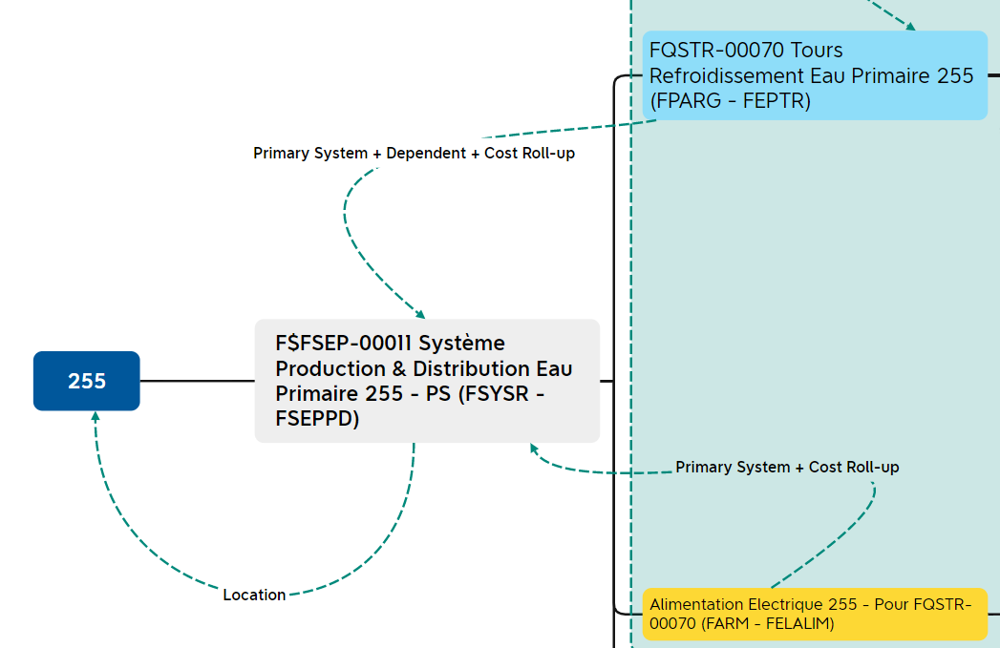 FQSTR-00070 Tours
Refroidissement Eau Primaire 255
(FPARG - FEPTR)
Primary System + Dependent + Cost Roll-up
F$FSEP-00011 Système
Production & Distribution Eau
Primaire 255 - PS (FSYSR -
FSEPPD)
255
Primary System + Cost Roll-up
Location
Alimentation Electrique 255 - Pour FQSTR-
00070 (FARM - FELALIM)